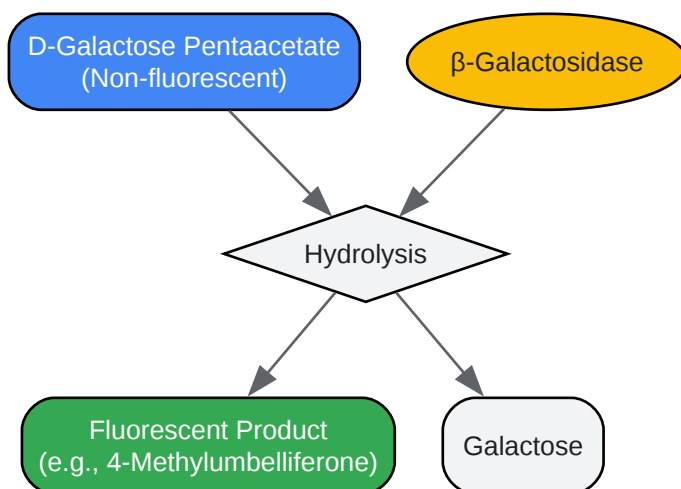 D-Galactose Pentaacetate
(Non-fluorescent)
β-Galactosidase
Hydrolysis
Fluorescent Product
(e.g., 4-Methylumbelliferone)
Galactose